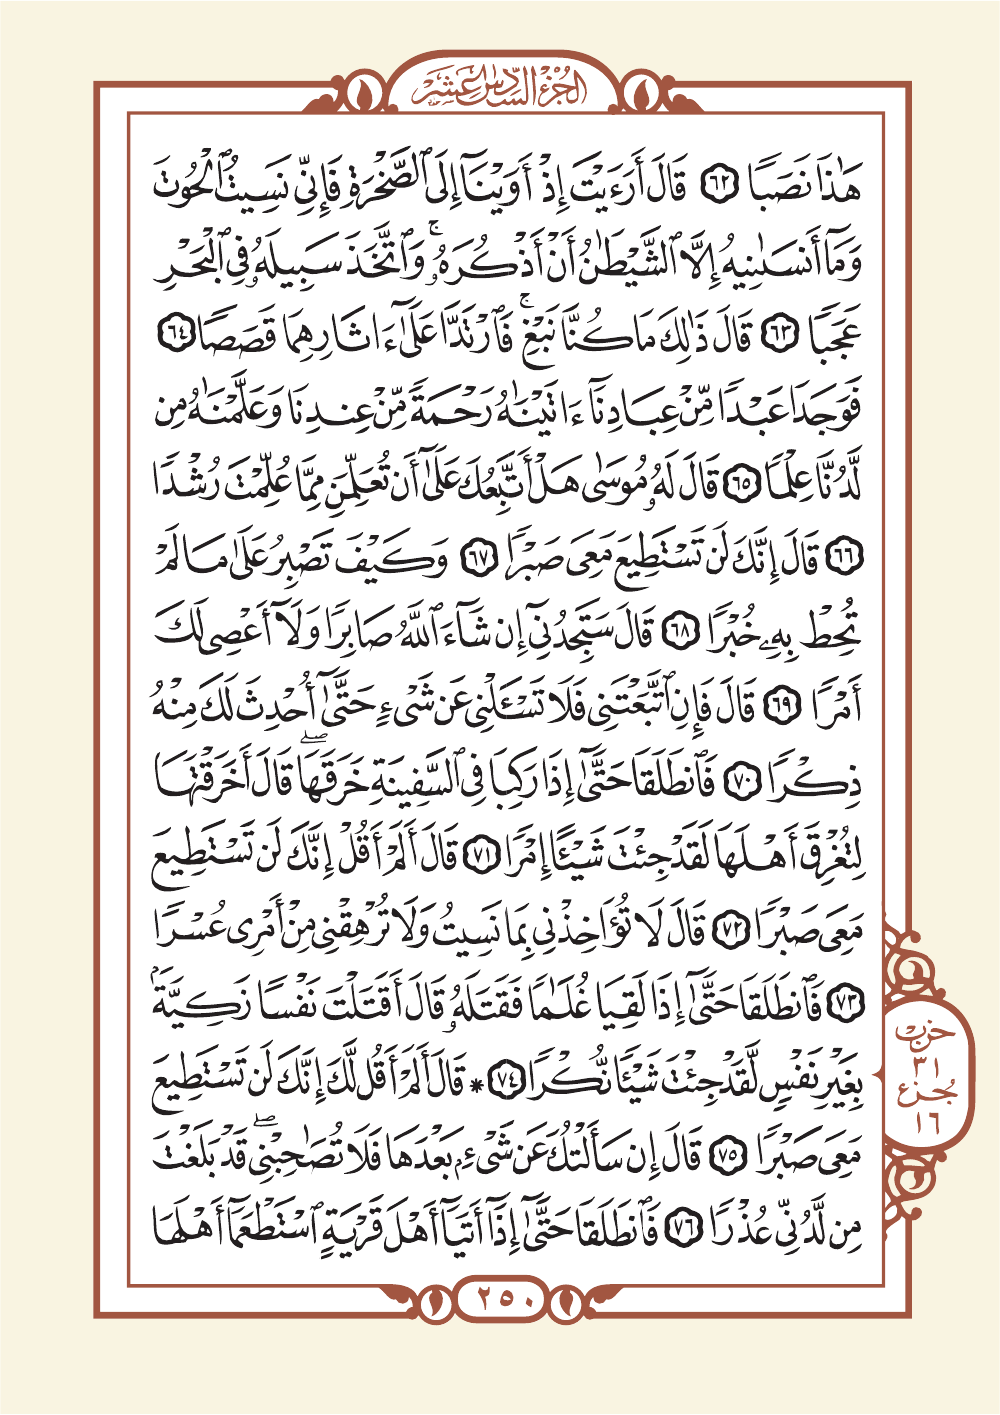 الجزء السادس عشر
هَٰذَا نَصَبًا ٦٢ قَالَ أَرَءَيْتَ إِذْ أَوَيْنَآ إِلَى ٱلصَّخْرَةِ فَإِنِّى نَسِيتُ ٱلْحُوتَ
وَمَآ أَنسَىٰنِيهُ إِلَّا ٱلشَّيْطَٰنُ أَنْ أَذْكُرَهُۥ ۚ وَٱتَّخَذَ سَبِيلَهُۥ فِى ٱلْبَحْرِ
عَجَبًا ٦٣ قَالَ ذَٰلِكَ مَا كُنَّا نَبْغِ ۚ فَٱرْتَدَّا عَلَىٰٓ ءَاثَارِهِمَا قَصَصًا ٦٤
فَوَجَدَا عَبْدًا مِّنْ عِبَادِنَآ ءَاتَيْنَٰهُ رَحْمَةً مِّنْ عِندِنَا وَعَلَّمْنَٰهُ مِن
لَّدُنَّا عِلْمًا ٦٥ قَالَ لَهُۥ مُوسَىٰ هَلْ أَتَّبِعُكَ عَلَىٰٓ أَن تُعَلِّمَنِ مِمَّا عُلِّمْتَ رُشْدًا
٦٦ قَالَ إِنَّكَ لَن تَسْتَطِيعَ مَعِىَ صَبْرًا ٦٧ وَكَيْفَ تَصْبِرُ عَلَىٰ مَا لَمْ
تُحِطْ بِهِۦ خُبْرًا ٦٨ قَالَ سَتَجِدُنِىٓ إِن شَآءَ ٱللَّهُ صَابِرًا وَلَآ أَعْصِى لَكَ
أَمْرًا ٦٩ قَالَ فَإِنِ ٱتَّبَعْتَنِى فَلَا تَسْـَٔلْنِى عَن شَىْءٍ حَتَّىٰٓ أُحْدِثَ لَكَ مِنْهُ
ذِكْرًا ٧٠ فَٱنطَلَقَا حَتَّىٰٓ إِذَا رَكِبَا فِى ٱلسَّفِينَةِ خَرَقَهَا ۖ قَالَ أَخَرَقْتَهَا
لِتُغْرِقَ أَهْلَهَا لَقَدْ جِئْتَ شَيْـًٔا إِمْرًا ٧١ قَالَ أَلَمْ أَقُلْ إِنَّكَ لَن تَسْتَطِيعَ
مَعِىَ صَبْرًا ٧٢ قَالَ لَا تُؤَاخِذْنِى بِمَا نَسِيتُ وَلَا تُرْهِقْنِى مِنْ أَمْرِى عُسْرًا
٧٣ فَٱنطَلَقَا حَتَّىٰٓ إِذَا لَقِيَا غُلَٰمًا فَقَتَلَهُۥ قَالَ أَقَتَلْتَ نَفْسًا زَكِيَّةًۢ
بِغَيْرِ نَفْسٍ لَّقَدْ جِئْتَ شَيْـًٔا نُّكْرًا ٧٤ * قَالَ أَلَمْ أَقُل لَّكَ إِنَّكَ لَن تَسْتَطِيعَ
مَعِىَ صَبْرًا ٧٥ قَالَ إِن سَأَلْتُكَ عَن شَىْءٍۭ بَعْدَهَا فَلَا تُصَٰحِبْنِى ۖ قَدْ بَلَغْتَ
مِن لَّدُنِّى عُذْرًا ٧٦ فَٱنطَلَقَا حَتَّىٰٓ إِذَآ أَتَيَآ أَهْلَ قَرْيَةٍ ٱسْتَطْعَمَآ أَهْلَهَا
حزب
٣١
جزء
١٦
٢٥٠